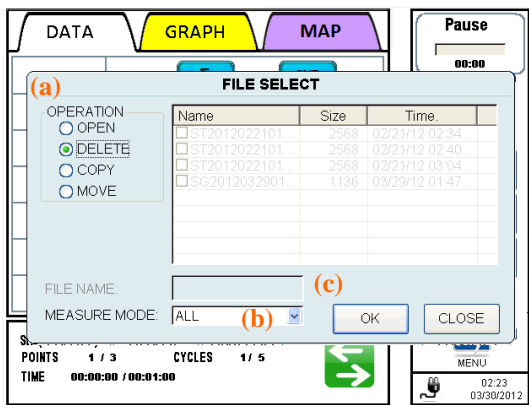 DATA GRAPH MAP Pause
00:00
(a) FILE SELECT
OPERATION
OPEN
DELETE
COPY
MOVE
Name Size Time.
ST2012022101... 2568 02/21/12 02:34
ST2012022101... 2568 02/21/12 02:40
ST2012022101... 2568 02/21/12 03:04
SG2012032901... 1136 03/29/12 01:47...
FILE NAME: (c)
MEASURE MODE: ALL (b) OK CLOSE
POINTS 1 / 3 CYCLES 1/ 5
TIME 00:00:00 / 00:01:00
MENU
02:23
03/30/2012